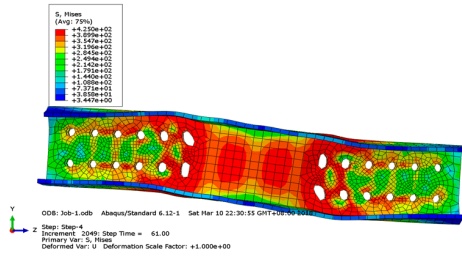 S, Mises
(Avg: 75%)
+4.250e+02
+3.899e+02
+3.547e+02
+3.196e+02
+2.845e+02
+2.494e+02
+2.142e+02
+1.791e+02
+1.440e+02
+1.088e+02
+7.371e+01
+3.858e+01
+3.447e+00
Y
Z
ODB: Job-1.odb Abaqus/Standard 6.12-1 Sat Mar 10 22:30:55 GMT+08:00 2018
Step: Step-4
Increment 2049: Step Time = 61.00
Primary Var: S, Mises
Deformed Var: U Deformation Scale Factor: +1.000e+00